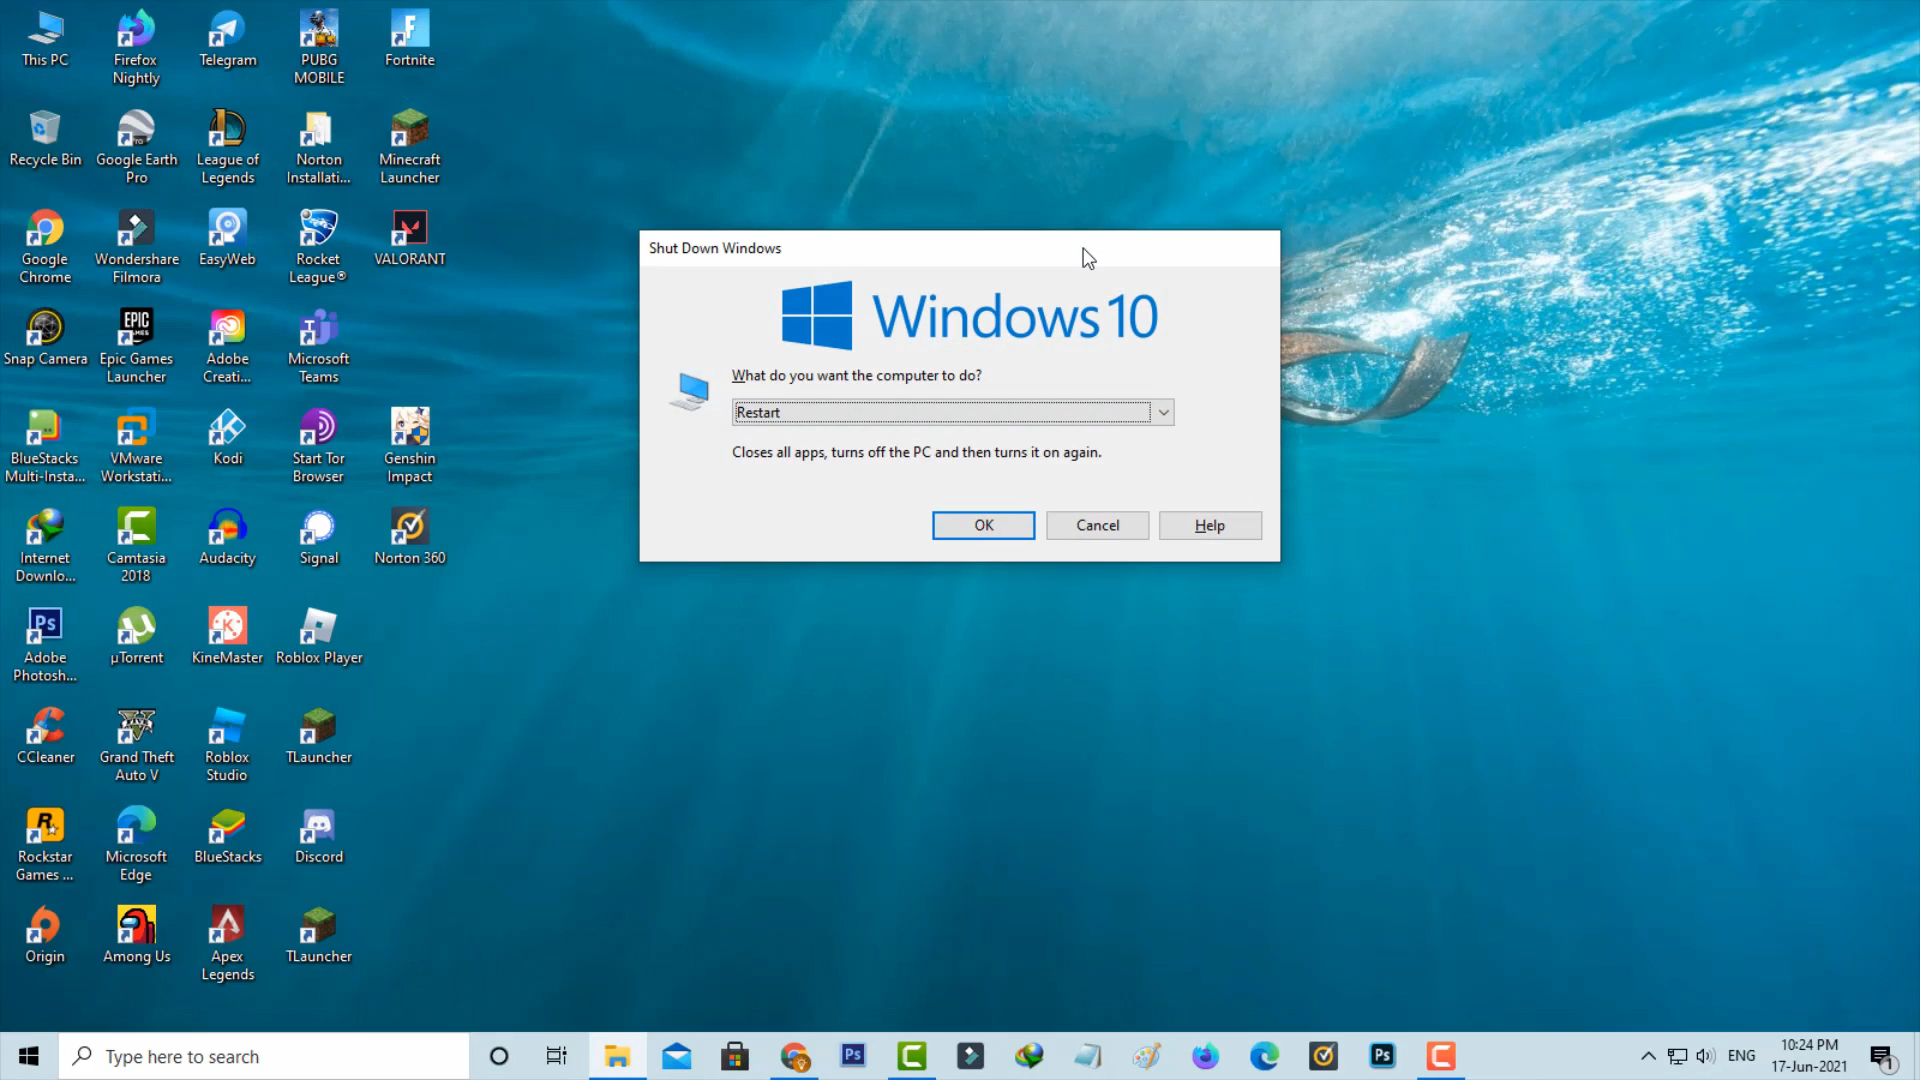 This PC
Firefox
Nightly
Telegram
PUBG
MOBILE
Fortnite
Recycle Bin
Google Earth
Pro
League of
Legends
Norton
Installati...
Minecraft
Launcher
Google
Chrome
Wondershare
Filmora
EasyWeb
Rocket
League®
VALORANT
Snap Camera
Epic Games
Launcher
Adobe
Creati...
Microsoft
Teams
BlueStacks
Multi-Insta...
VMware
Workstati...
Kodi
Start Tor
Browser
Genshin
Impact
Internet
Downlo...
Camtasia
2018
Audacity
Signal
Norton 360
Adobe
Photosh...
µTorrent
KineMaster
Roblox Player
CCleaner
Grand Theft
Auto V
Roblox
Studio
TLauncher
Rockstar
Games ...
Microsoft
Edge
BlueStacks
Discord
Origin
Among Us
Apex
Legends
TLauncher
Shut Down Windows
Windows 10
What do you want the computer to do?
Restart
Closes all apps, turns off the PC and then turns it on again.
OK
Cancel
Help
Type here to search
ENG
10:24 PM
17-Jun-2021
1